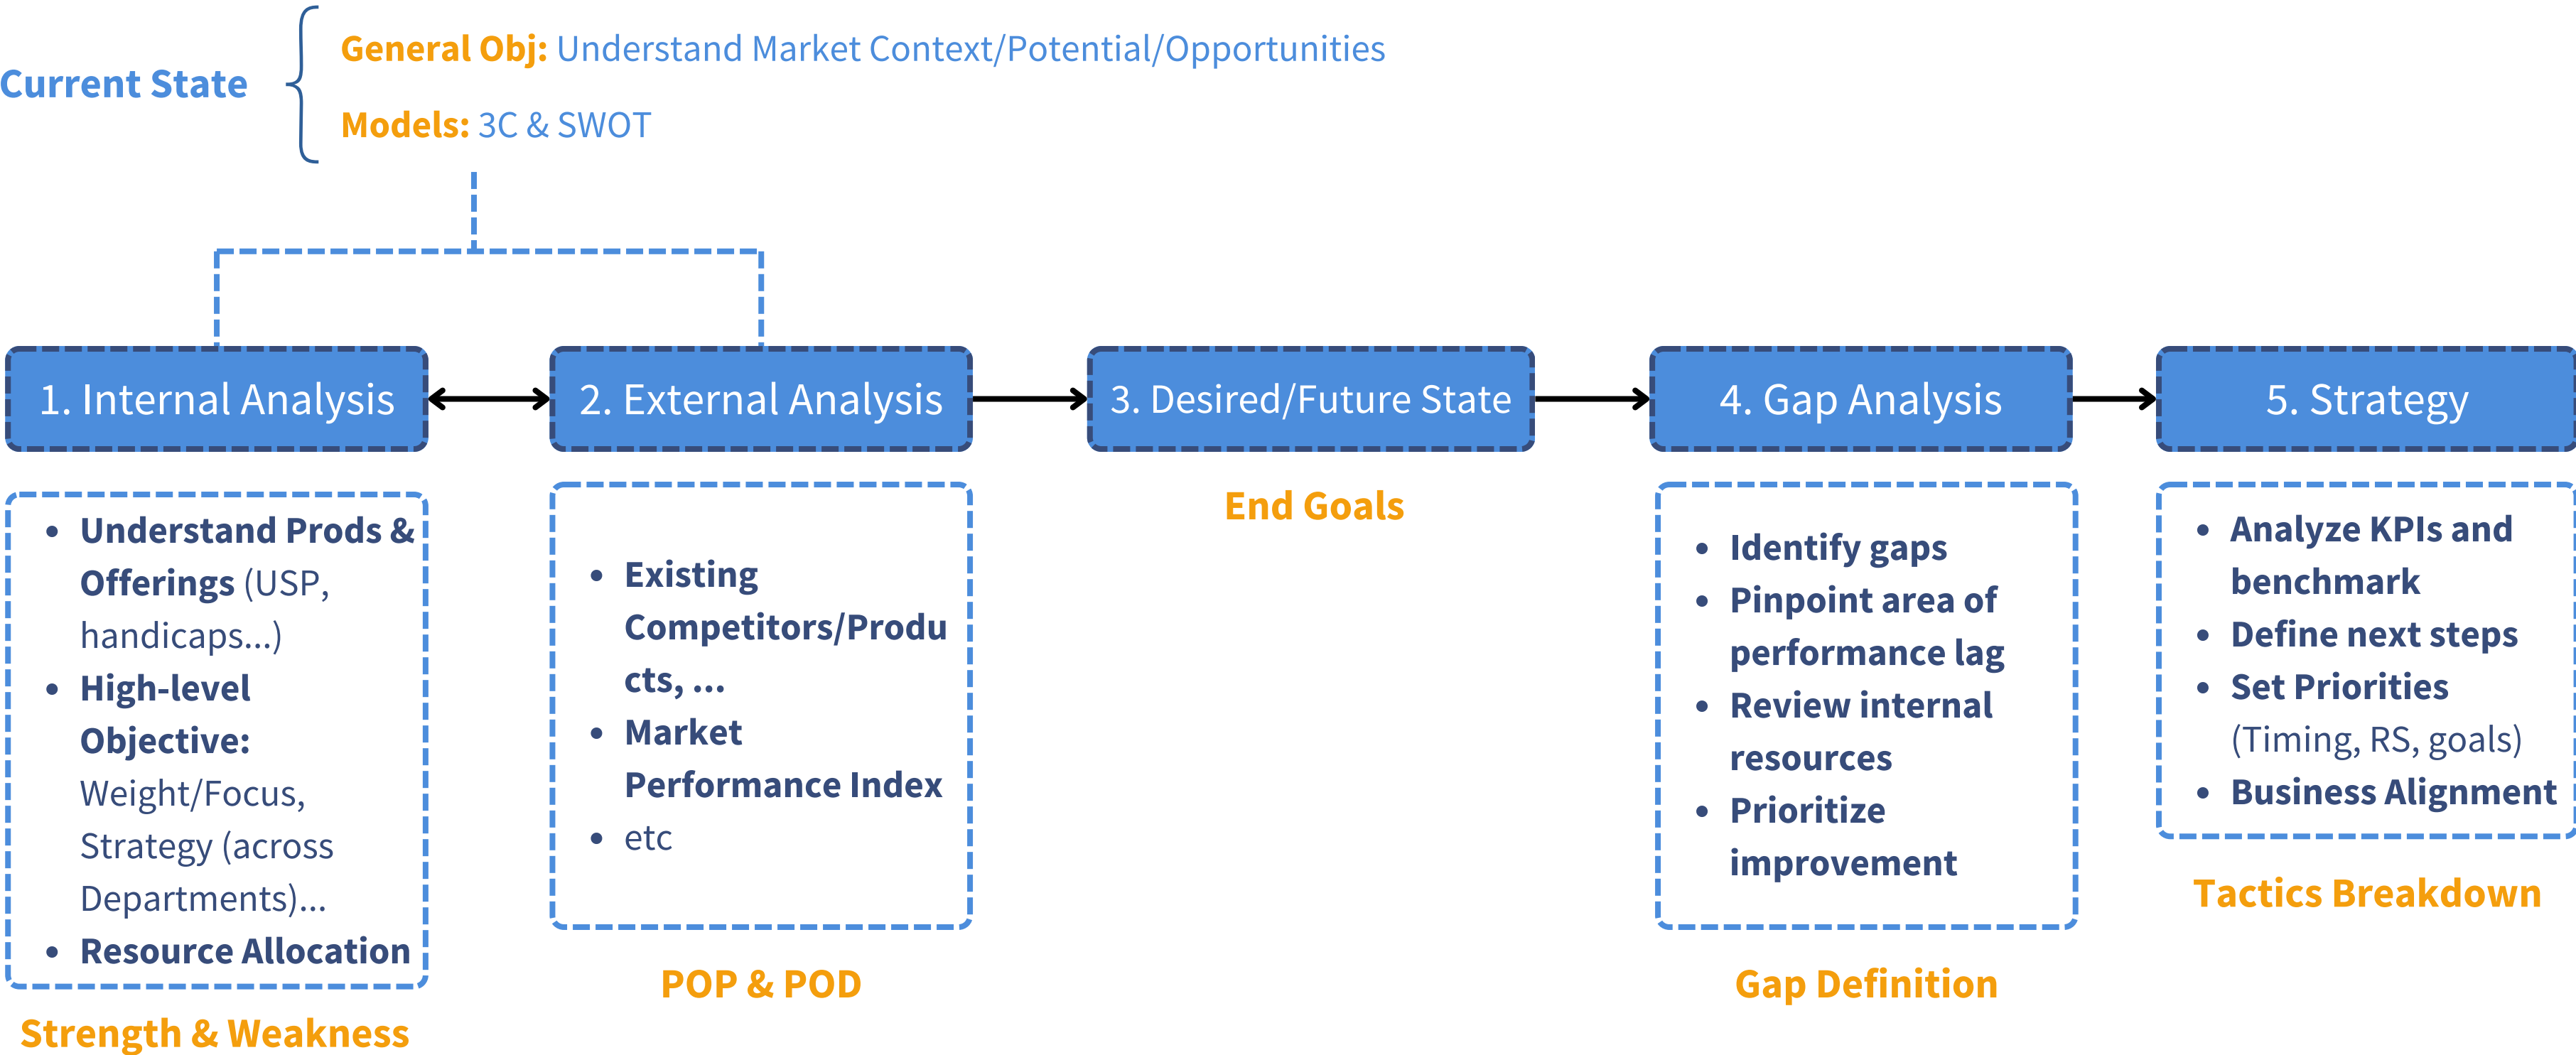 Current State
General Obj: Understand Market Context/Potential/Opportunities
Models: 3C & SWOT
1. Internal Analysis
2. External Analysis
3. Desired/Future State
4. Gap Analysis
5. Strategy
• Understand Prods &
Offerings (USP,
handicaps...)
• High-level
Objective:
Weight/Focus,
Strategy (across
Departments)...
• Resource Allocation
Strength & Weakness
• Existing
Competitors/Produ
cts, ...
• Market
Performance Index
• etc
POP & POD
End Goals
• Identify gaps
• Pinpoint area of
performance lag
• Review internal
resources
• Prioritize
improvement
Gap Definition
• Analyze KPIs and
benchmark
• Define next steps
• Set Priorities
(Timing, RS, goals)
• Business Alignment
Tactics Breakdown